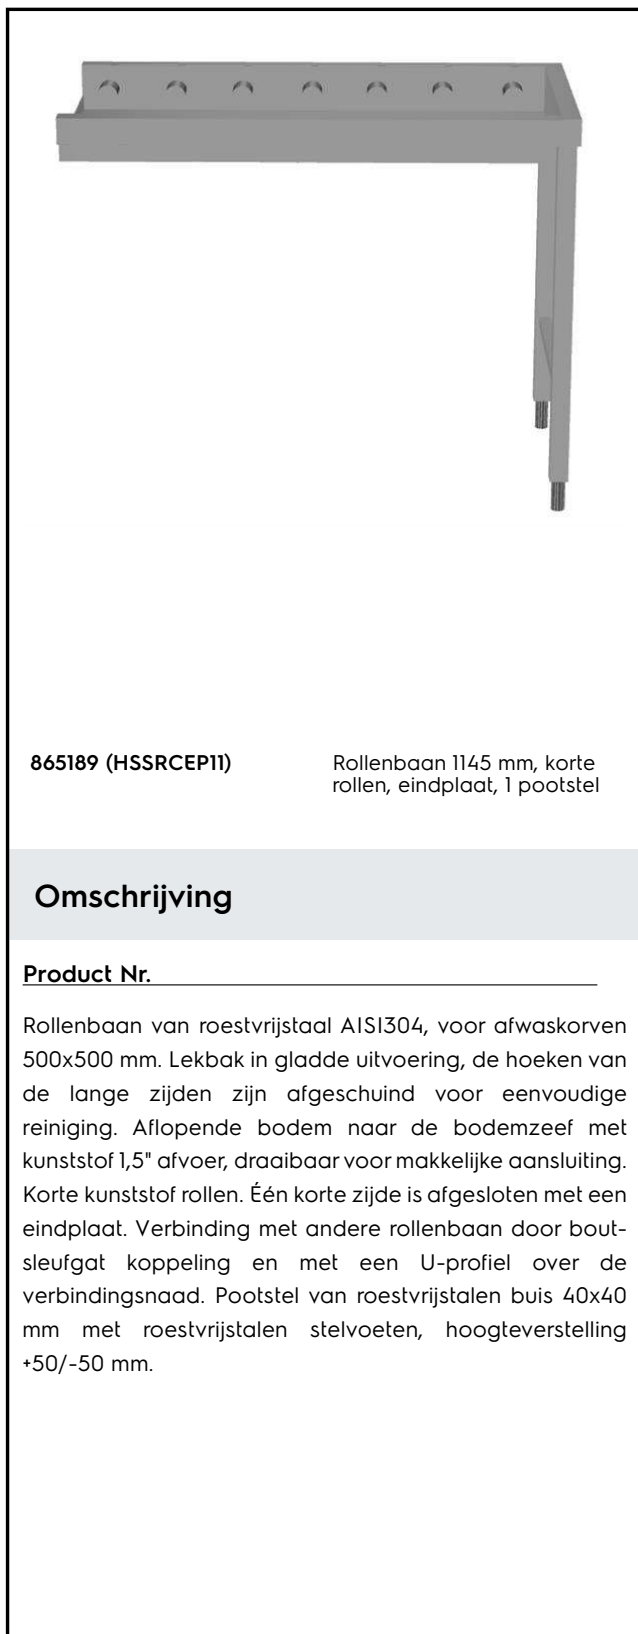 865189 (HSSRCEP11)
Rollenbaan 1145 mm, korte
rollen, eindplaat, 1 pootstel
Omschrijving
Product Nr.
Rollenbaan van roestvrijstaal AISI304, voor afwaskorven
500x500 mm. Lekbak in gladde uitvoering, de hoeken van
de lange zijden zijn afgeschuind voor eenvoudige
reiniging. Aflopende bodem naar de bodemzeef met
kunststof 1,5" afvoer, draaibaar voor makkelijke aansluiting.
Korte kunststof rollen. Één korte zijde is afgesloten met een
eindplaat. Verbinding met andere rollenbaan door bout-
sleufgat koppeling en met een U-profiel over de
verbindingsnaad. Pootstel van roestvrijstalen buis 40x40
mm met roestvrijstalen stelvoeten, hoogteverstelling
+50/-50 mm.